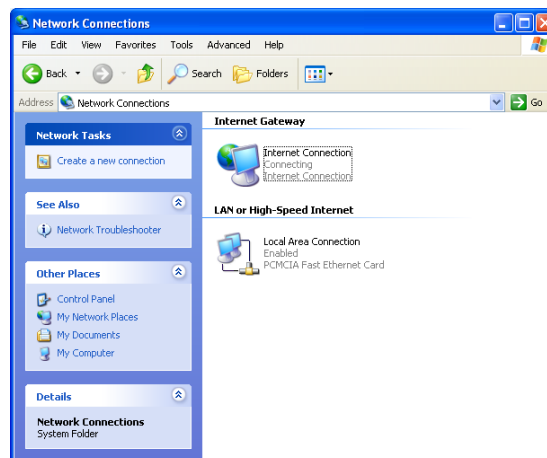 Network Connections
File Edit View Favorites Tools Advanced Help
Back Search Folders
Address Network Connections Go
Network Tasks
Create a new connection
See Also
Network Troubleshooter
Other Places
Control Panel
My Network Places
My Documents
My Computer
Details
Network Connections
System Folder
Internet Gateway
Internet Connection
Connecting
Internet Connection
LAN or High-Speed Internet
Local Area Connection
Enabled
PCMCIA Fast Ethernet Card